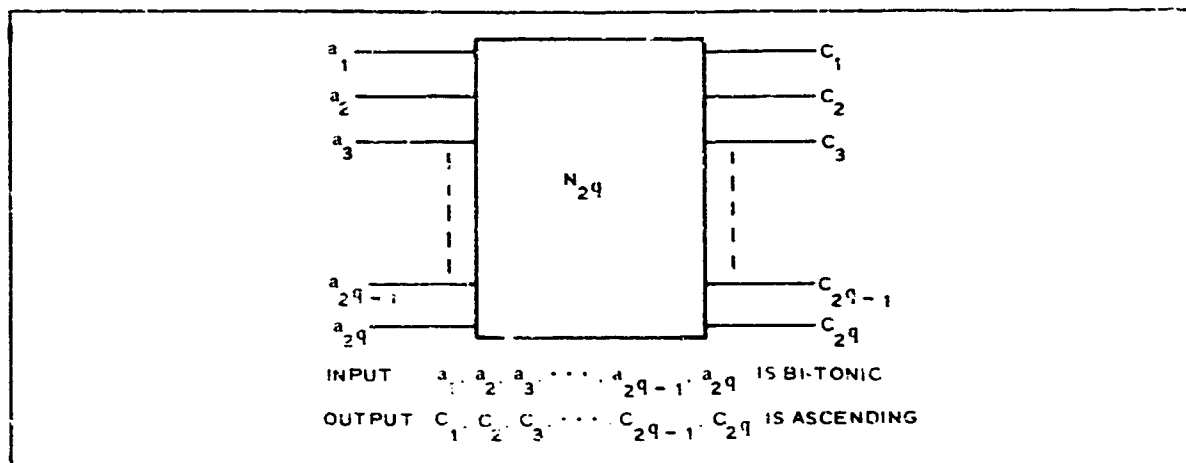 a₁ C₁
a₂ C₂
a₃ C₃
N₂q
a₂q₋₁ C₂q₋₁
a₂q C₂q
INPUT a₁, a₂, a₃, · · · · , a₂q₋₁, a₂q IS BI-TONIC
OUTPUT C₁, C₂, C₃, · · · · C₂q₋₁, C₂q IS ASCENDING